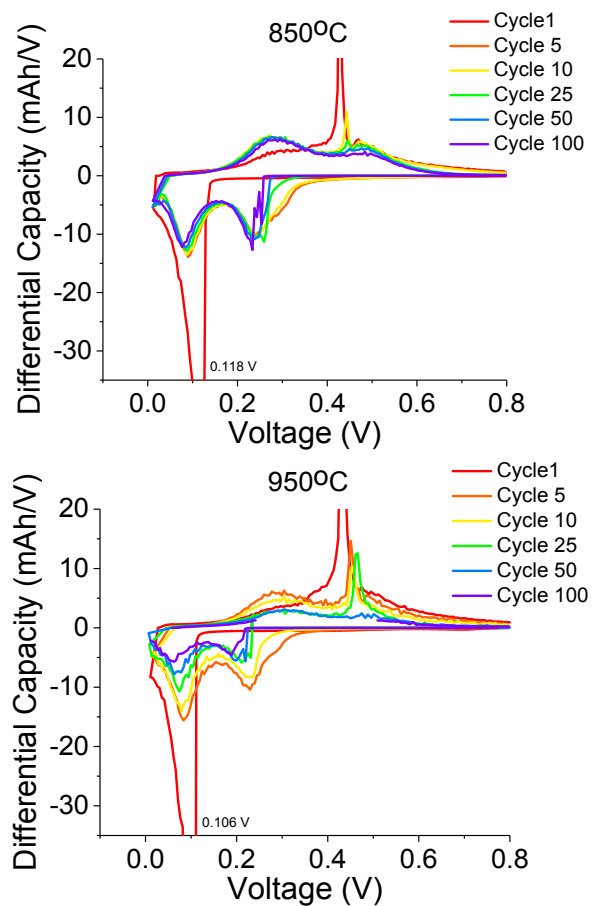 850ºC
Cycle1
Cycle 5
Cycle 10
Cycle 25
Cycle 50
Cycle 100
Differential Capacity (mAh/V)
20
10
0
-10
-20
-30
0.118 V
0.0 0.2 0.4 0.6 0.8
Voltage (V)
950ºC
Cycle1
Cycle 5
Cycle 10
Cycle 25
Cycle 50
Cycle 100
Differential Capacity (mAh/V)
20
10
0
-10
-20
-30
0.106 V
0.0 0.2 0.4 0.6 0.8
Voltage (V)